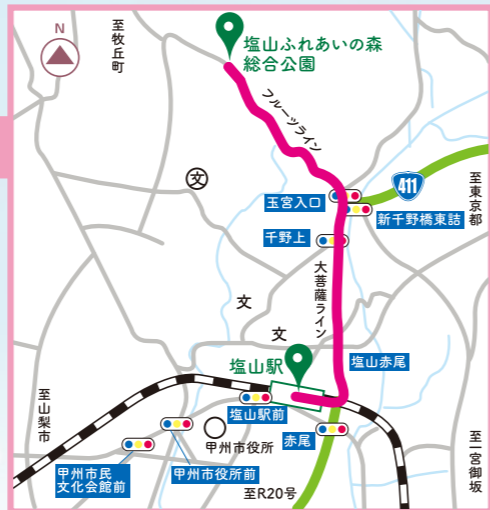 N
至牧丘町
塩山ふれあいの森
総合公園
フルーツライン
文
411
至東京都
玉宮入口
新千野橋東詰
千野上
大菩薩ライン
文
文
塩山駅
塩山赤尾
至山梨市
塩山駅前
赤尾
甲州市役所
甲州市民
文化会館前
甲州市役所前
至R20号
至一宮御坂